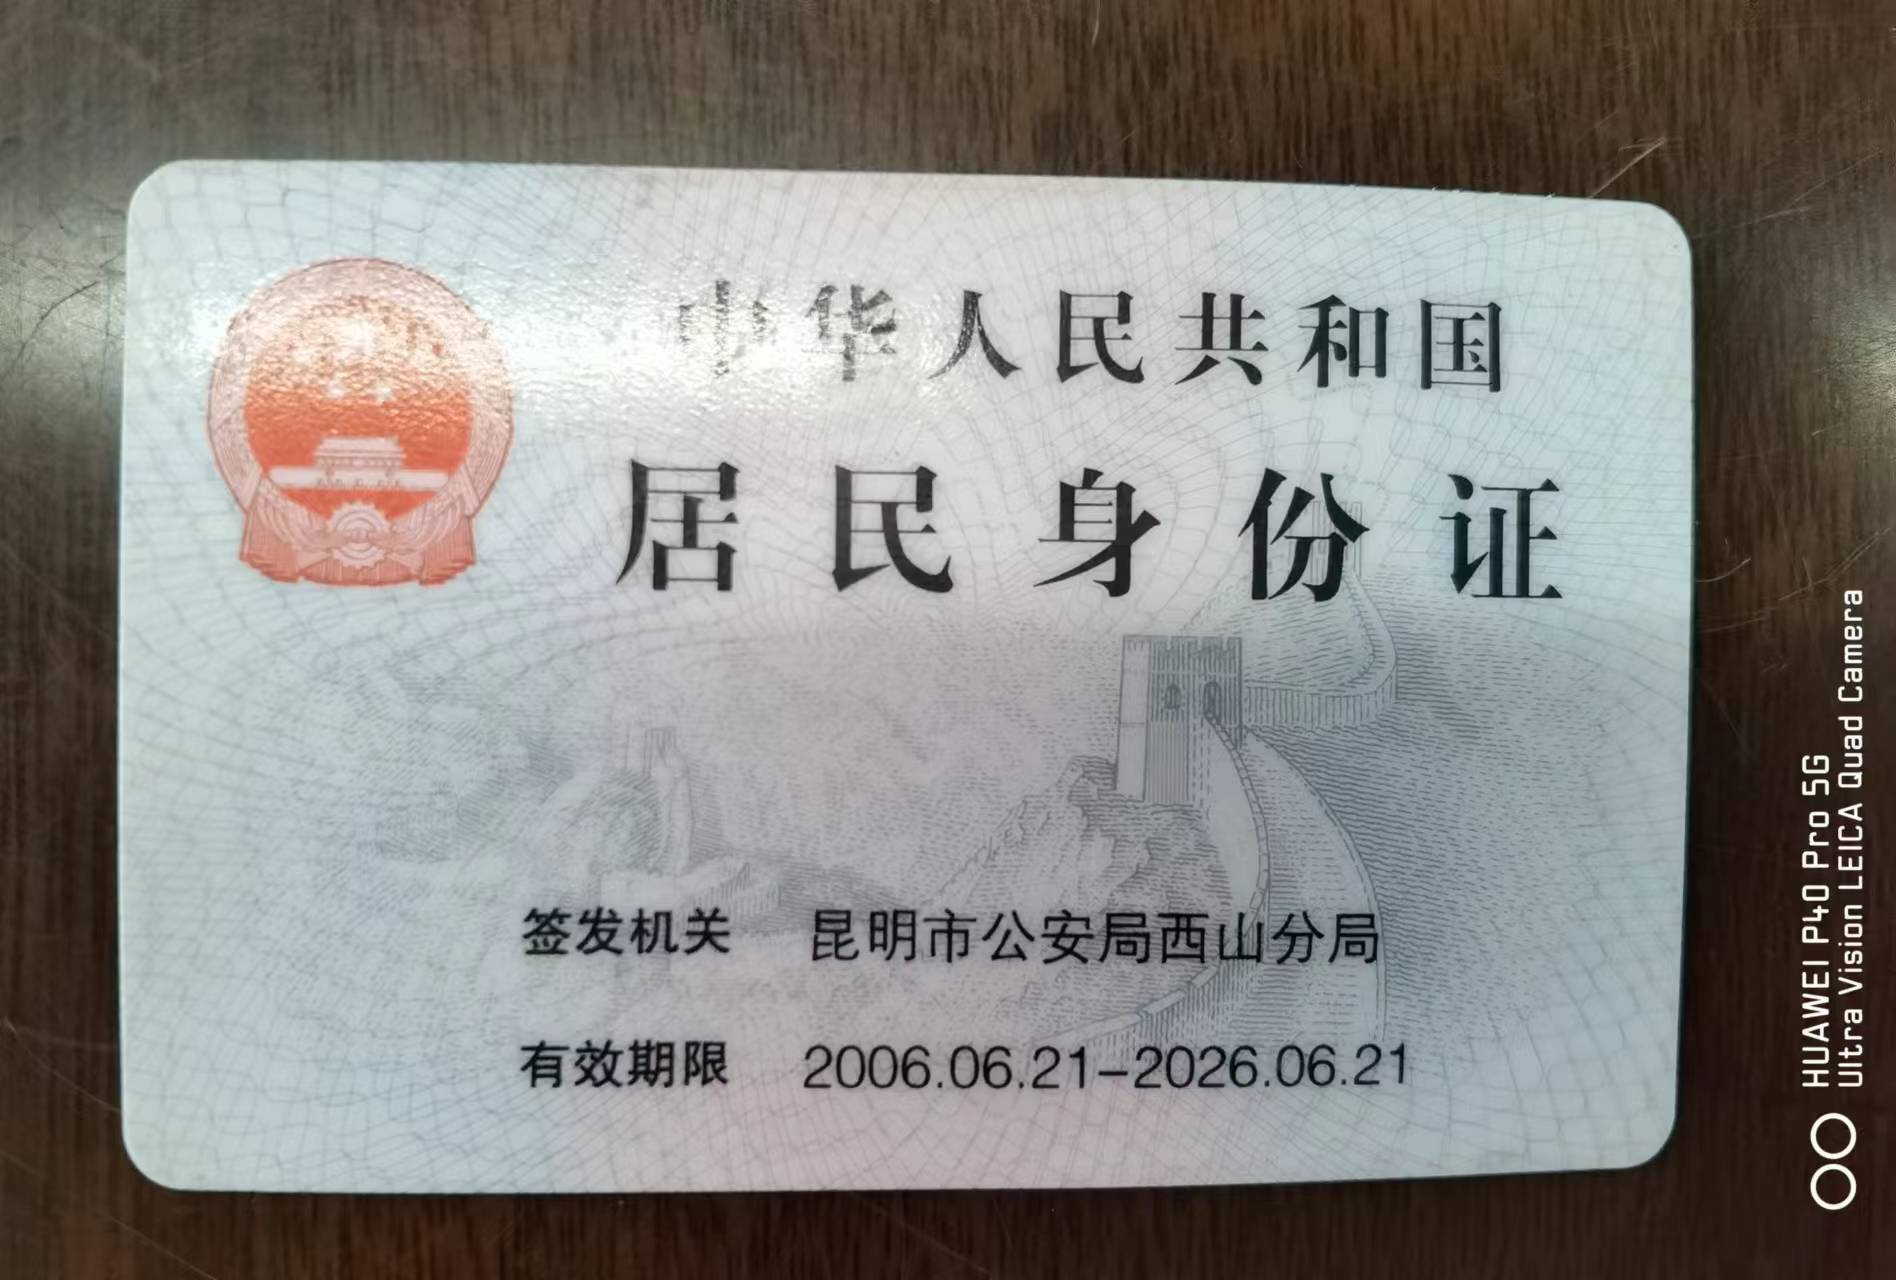 中华人民共和国
居民身份证
签发机关 昆明市公安局西山分局
有效期限 2006.06.21-2026.06.21
HUAWEI P40 Pro 5G
Ultra Vision LEICA Quad Camera